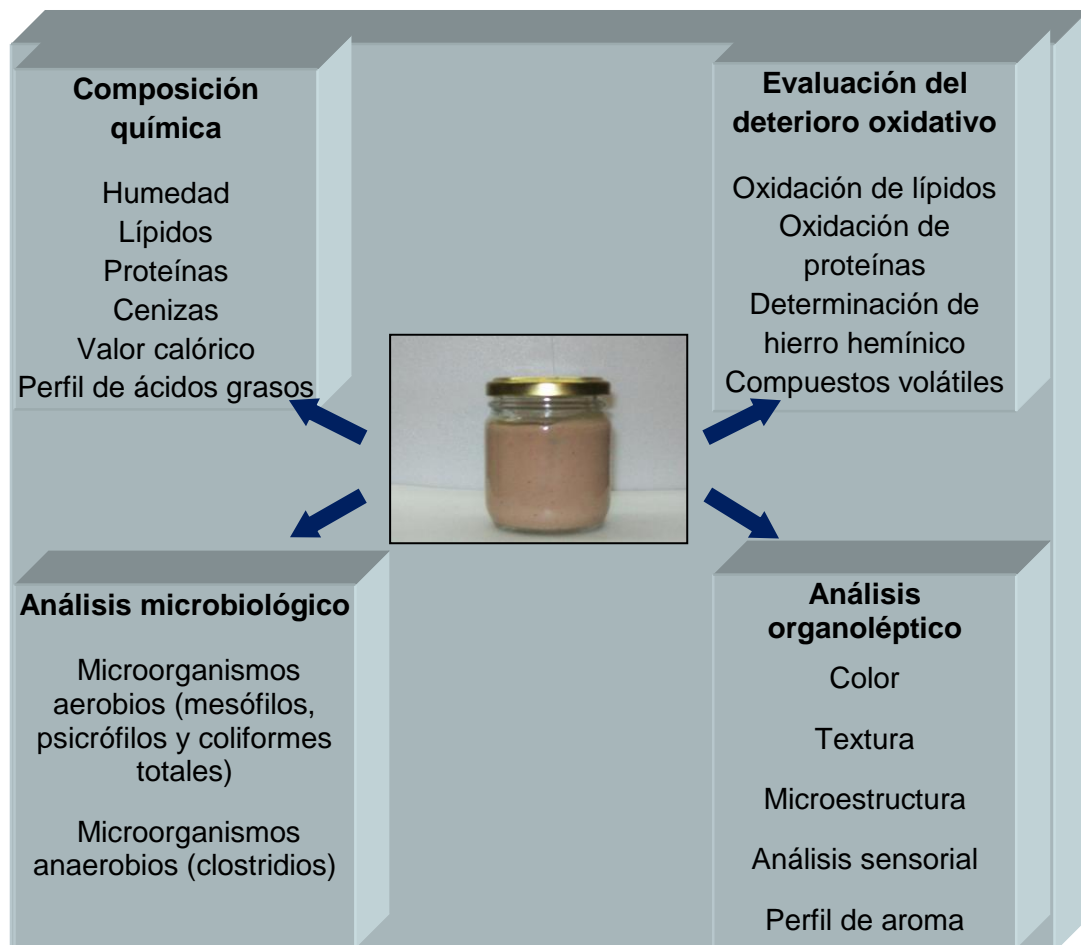 Composición
química
Humedad
Lípidos
Proteínas
Cenizas
Valor calórico
Perfil de ácidos grasos
Evaluación del
deterioro oxidativo
Oxidación de lípidos
Oxidación de
proteínas
Determinación de
hierro hemínico
Compuestos volátiles
Análisis microbiológico
Microorganismos
aerobios (mesófilos,
psicrófilos y coliformes
totales)
Microorganismos
anaerobios (clostridios)
Análisis
organoléptico
Color
Textura
Microestructura
Análisis sensorial
Perfil de aroma